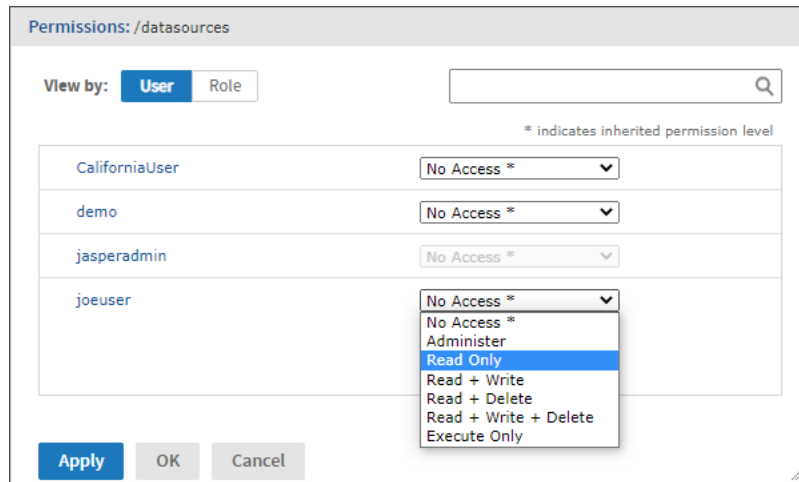 Permissions: /datasources
View by: User Role
* indicates inherited permission level
CaliforniaUser No Access *
demo No Access *
jasperadmin No Access *
joeuser No Access *
No Access *
Administer
Read Only
Read + Write
Read + Delete
Read + Write + Delete
Execute Only
Apply OK Cancel